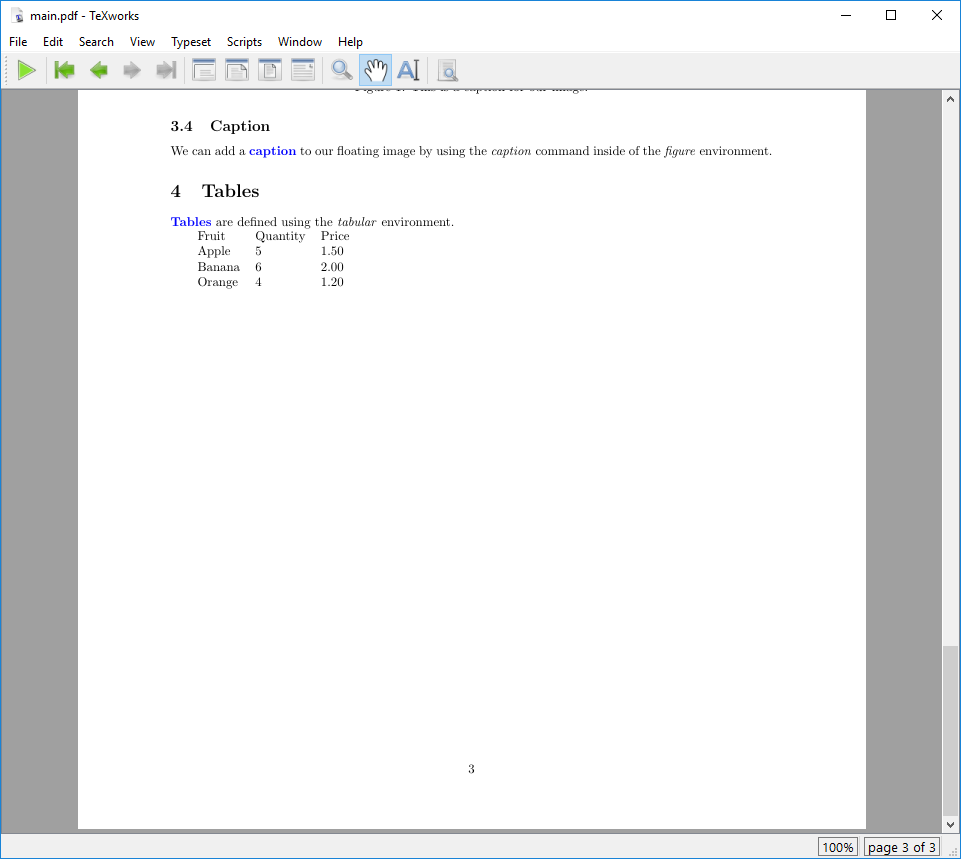 main.pdf - TeXworks
File Edit Search View Typeset Scripts Window Help
3.4 Caption
We can add a caption to our floating image by using the caption command inside of the figure environment.
4 Tables
Tables are defined using the tabular environment.
Fruit Quantity Price
Apple 5 1.50
Banana 6 2.00
Orange 4 1.20
3
100% page 3 of 3